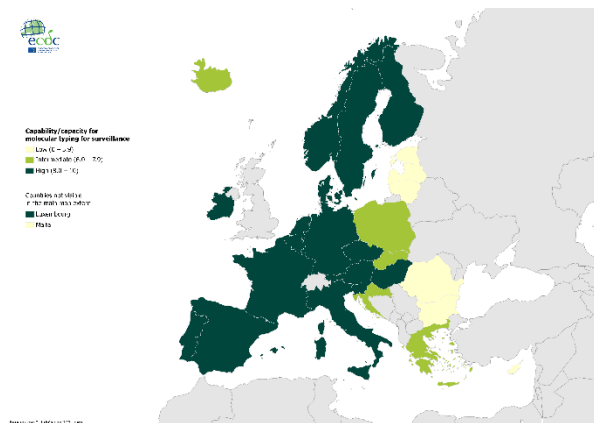 ecdc
Capability/capacity for
molecular typing for surveillance
Low (0 – 5.9)
Intermediate (6.0 – 7.9)
High (8.0 – 10)
Countries not visible
in the main map extent
Luxembourg
Malta